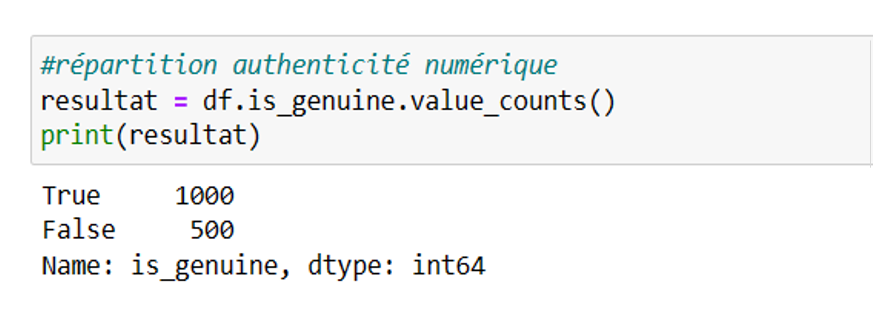 #répartition authenticité numérique
resultat = df.is_genuine.value_counts()
print(resultat)
True     1000
False     500
Name: is_genuine, dtype: int64